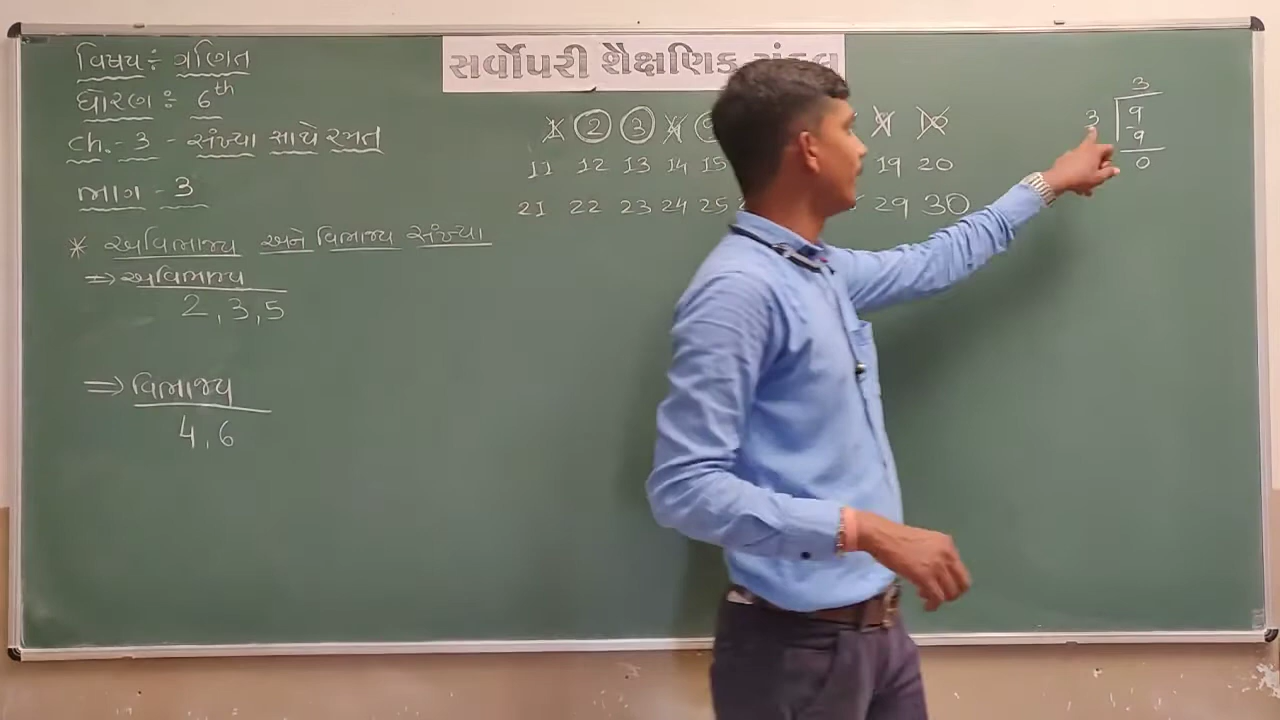 સર્વોપરી શૈક્ષણિક
વિષય : ગણિત
ધોરણ : 6th
ch. - 3 - સંખ્યા સાથે રમત
ભાગ - 3
* અવિભાજ્ય અને વિભાજ્ય સંખ્યા
⇒ અવિભાજ્ય
2, 3, 5
⇒ વિભાજ્ય
4, 6
1 2 3 4 9 10
11 12 13 14 15 19 20
21 22 23 24 25 29 30
3
3 9
-9
0